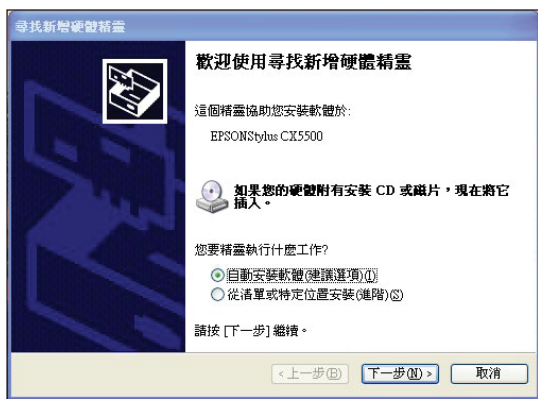 尋找新增硬體精靈
歡迎使用尋找新增硬體精靈
這個精靈協助您安裝軟體於:
EPSONStylus CX5500
如果您的硬體附有安裝 CD 或磁片，現在將它
插入。
您要精靈執行什麼工作?
自動安裝軟體(建議選項)(I)
從清單或特定位置安裝(進階)(S)
請按 [下一步] 繼續。
<上一步(B) 下一步(N)> 取消